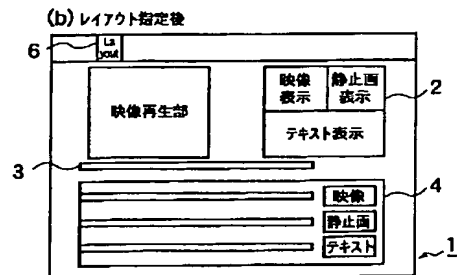 (b) レイアウト指定後
6
La
yout
映像再生部
映像
表示
静止画
表示
2
テキスト表示
3
映像
4
静止画
テキスト
1